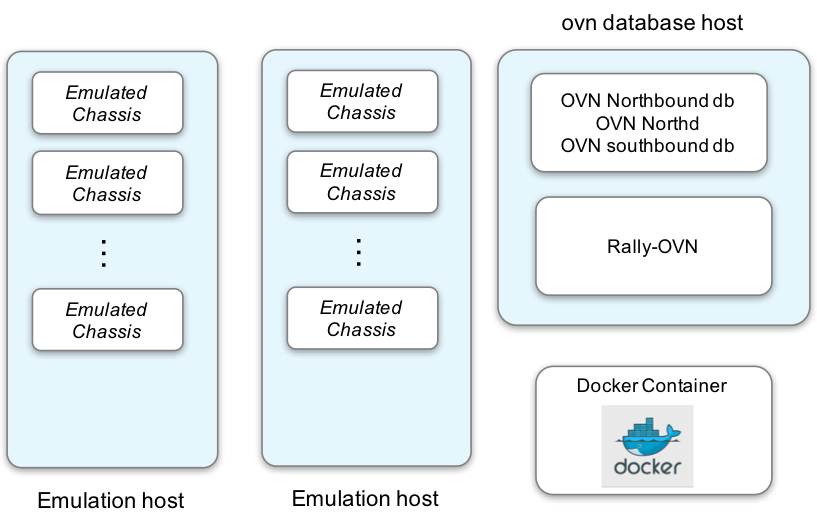 Emulated
Chassis
Emulated
Chassis
⋮
Emulated
Chassis
Emulation host
Emulated
Chassis
Emulated
Chassis
⋮
Emulated
Chassis
Emulation host
ovn database host
OVN Northbound db
OVN Northd
OVN southbound db
Rally-OVN
Docker Container
docker